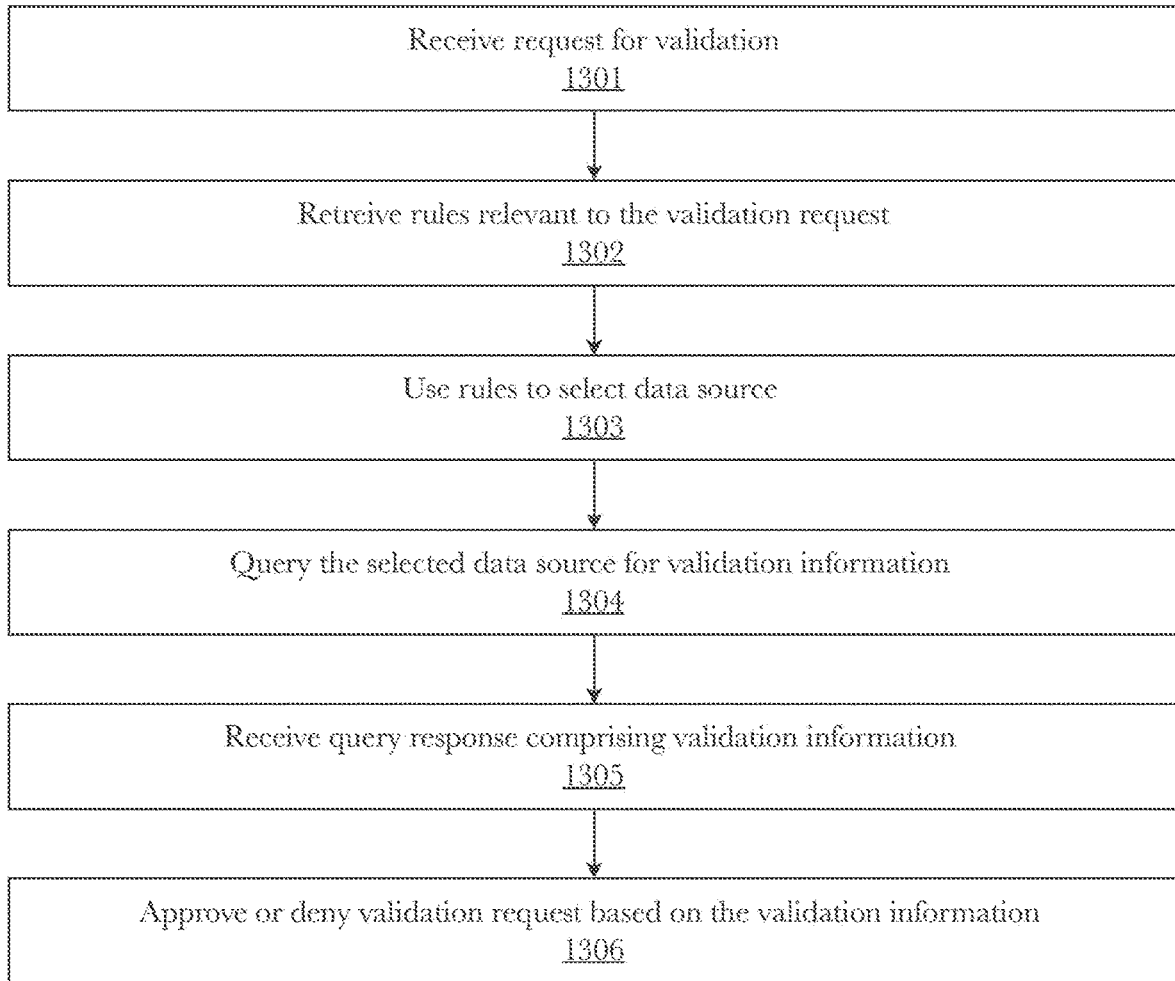 Receive request for validation
1301
Retreive rules relevant to the validation request
1302
Use rules to select data source
1303
Query the selected data source for validation information
1304
Receive query response comprising validation information
1305
Approve or deny validation request based on the validation information
1306